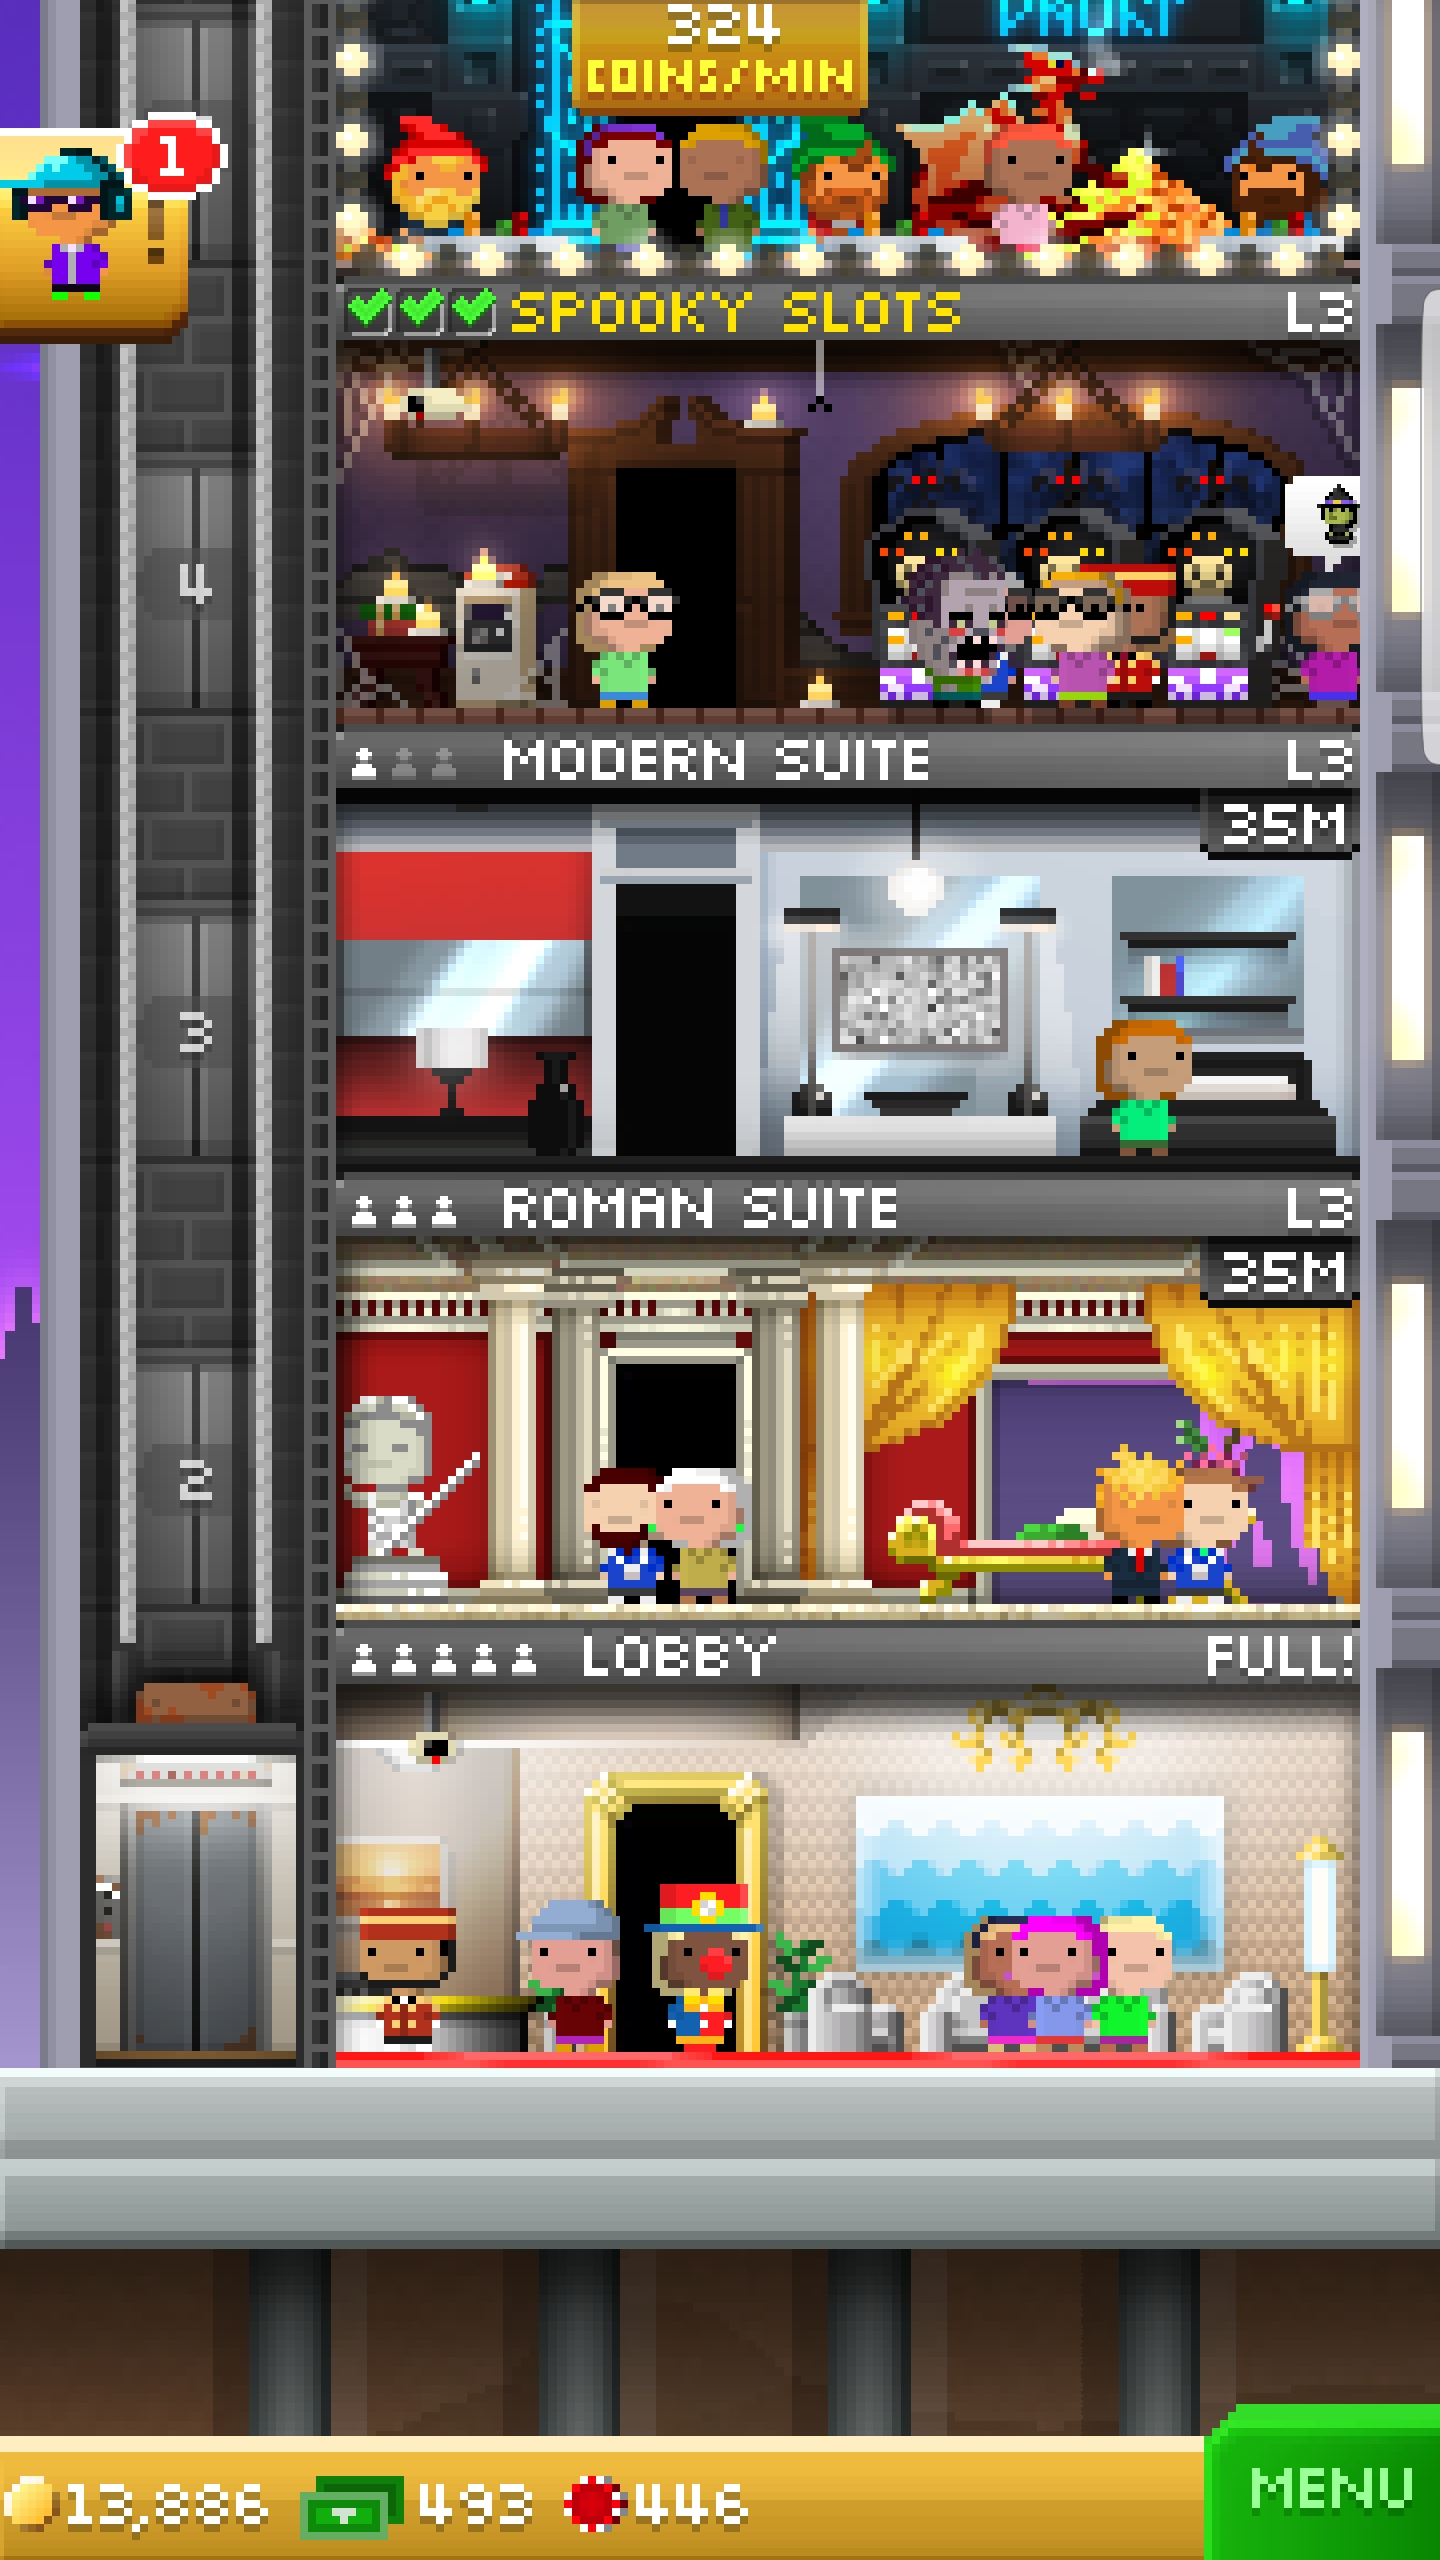 324
COINS/MIN
1
SPOOKY SLOTS L3
4
MODERN SUITE L3
35M
3
ROMAN SUITE L3
35M
2
LOBBY FULL!
13,886 493 446
MENU